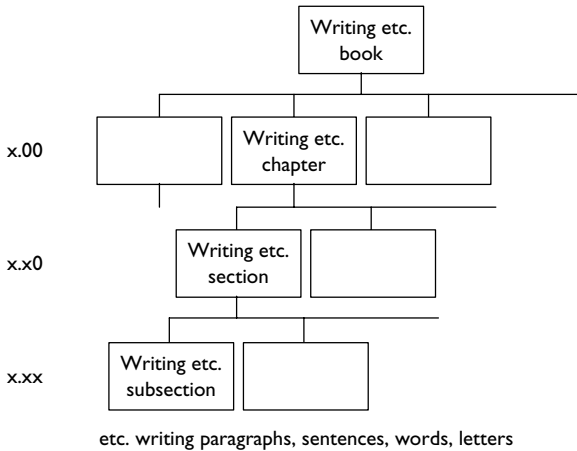 Writing etc.
book
x.00
Writing etc.
chapter
x.x0
Writing etc.
section
x.xx
Writing etc.
subsection
etc. writing paragraphs, sentences, words, letters